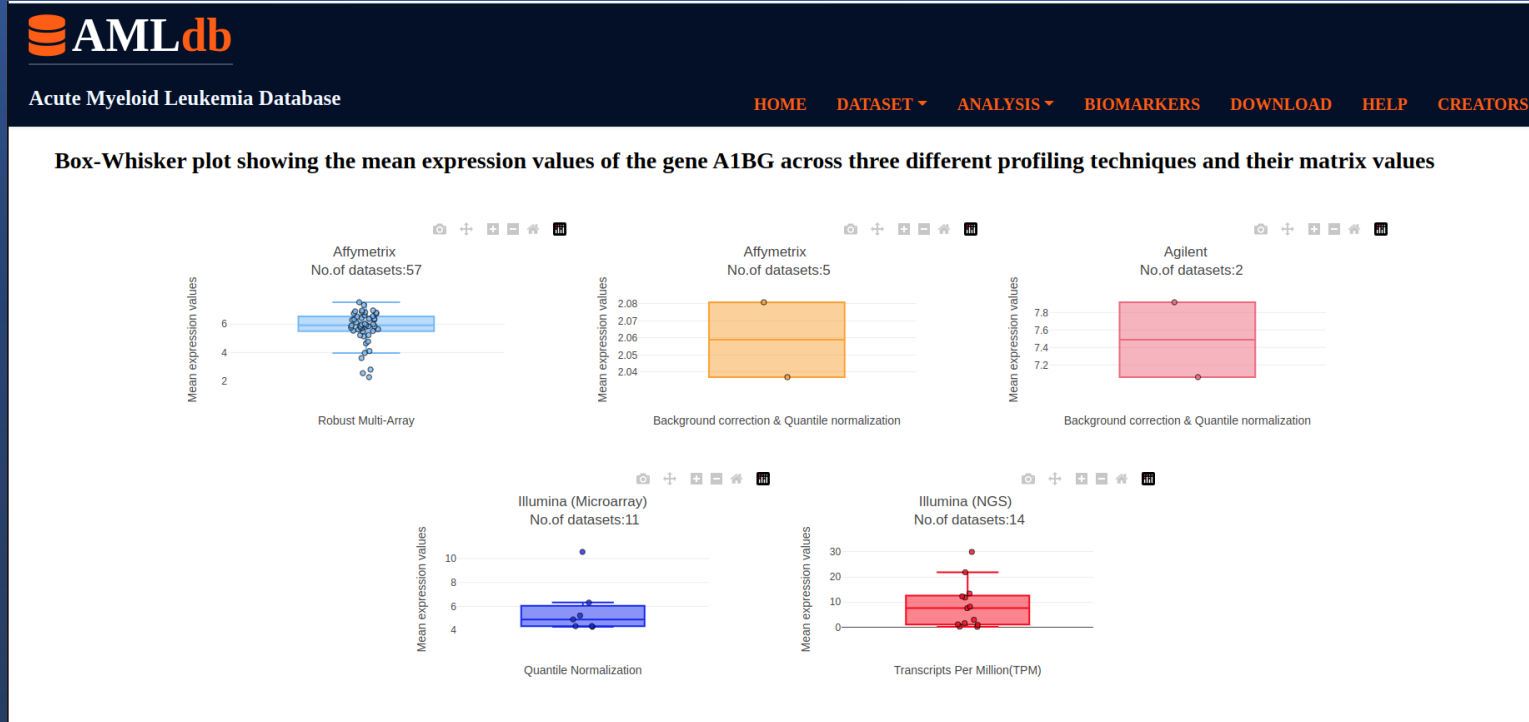 AMLdb
Acute Myeloid Leukemia Database
HOME DATASET ANALYSIS BIOMARKERS DOWNLOAD HELP CREATORS
Box-Whisker plot showing the mean expression values of the gene A1BG across three different profiling techniques and their matrix values
Affymetrix
No.of datasets:57
Mean expression values
6
4
2
Robust Multi-Array
Affymetrix
No.of datasets:5
Mean expression values
2.08
2.07
2.06
2.05
2.04
Background correction & Quantile normalization
Agilent
No.of datasets:2
Mean expression values
7.8
7.6
7.4
7.2
Background correction & Quantile normalization
Illumina (Microarray)
No.of datasets:11
Mean expression values
10
8
6
4
Quantile Normalization
Illumina (NGS)
No.of datasets:14
Mean expression values
30
20
10
0
Transcripts Per Million(TPM)